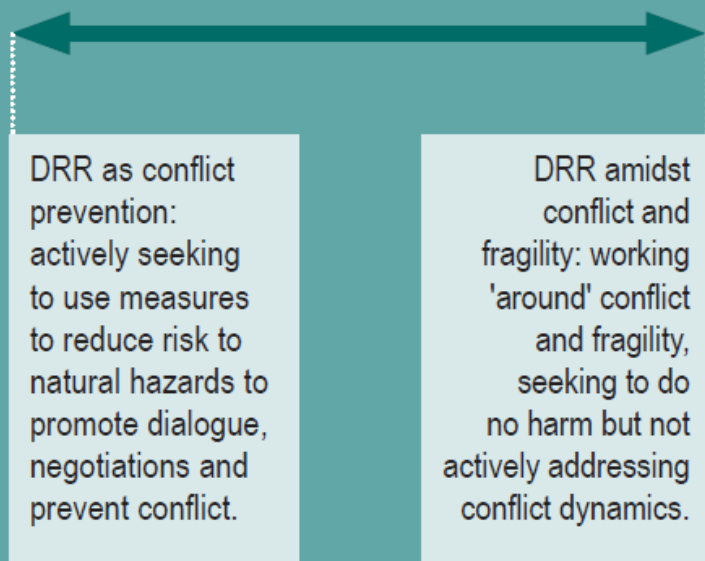 DRR as conflict
prevention:
actively seeking
to use measures
to reduce risk to
natural hazards to
promote dialogue,
negotiations and
prevent conflict.
DRR amidst
conflict and
fragility: working
'around' conflict
and fragility,
seeking to do
no harm but not
actively addressing
conflict dynamics.